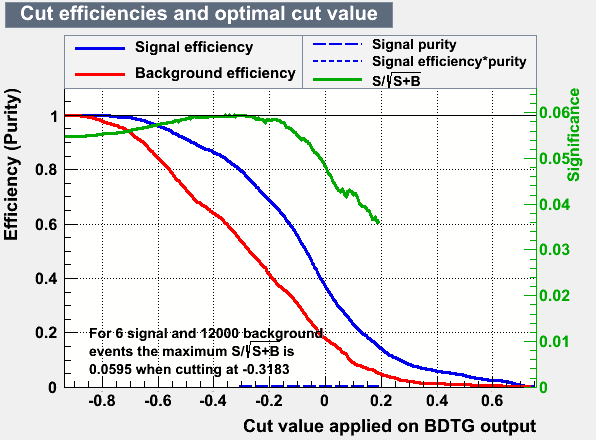 Cut efficiencies and optimal cut value
Signal efficiency
Background efficiency
Signal purity
Signal efficiency*purity
S/√S+B
Efficiency (Purity)
1
0.8
0.6
0.4
0.2
0
0.06
0.05
0.04
0.03
0.02
0.01
0
Significance
For 6 signal and 12000 background
events the maximum S/√S+B is
0.0595 when cutting at -0.3183
-0.8 -0.6 -0.4 -0.2 0 0.2 0.4 0.6
Cut value applied on BDTG output